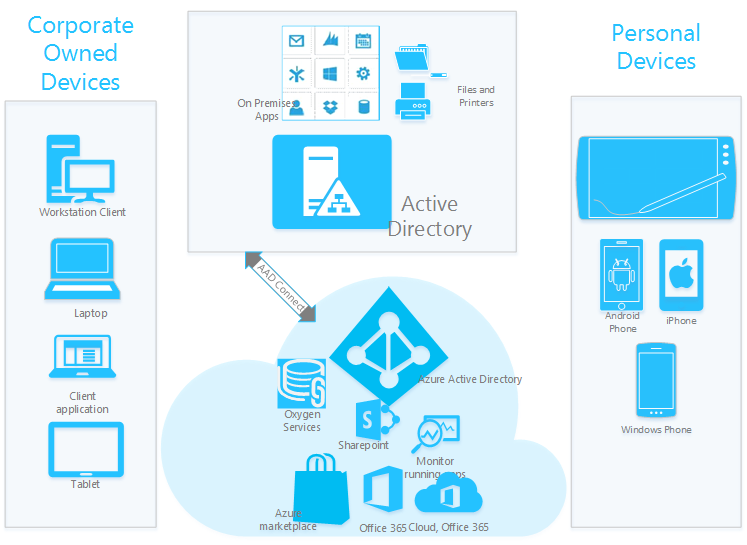 Corporate
Owned
Devices
Workstation Client
Laptop
Client
application
Tablet
On Premises
Apps
Files and
Printers
Active
Directory
AAD Connect
Azure Active Directory
Oxygen
Services
Sharepoint
Monitor
running apps
Azure
marketplace
Office 365
Cloud, Office 365
Personal
Devices
Android
Phone
iPhone
Windows Phone